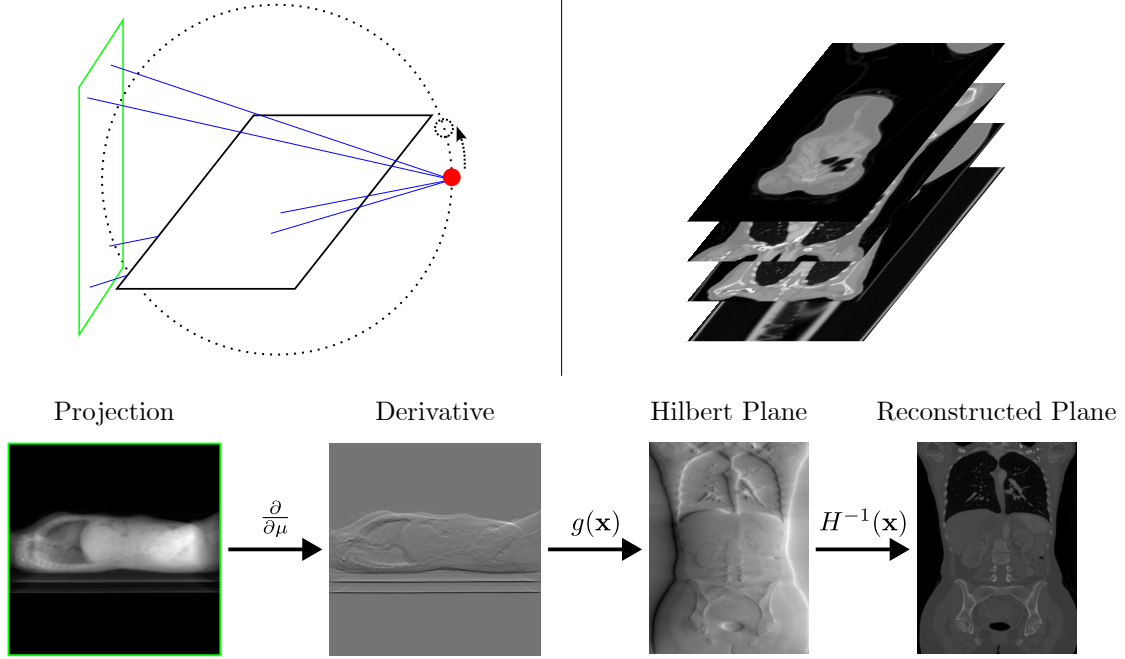 Projection
Derivative
Hilbert Plane
Reconstructed Plane
∂/∂μ
g(x)
H⁻¹(x)